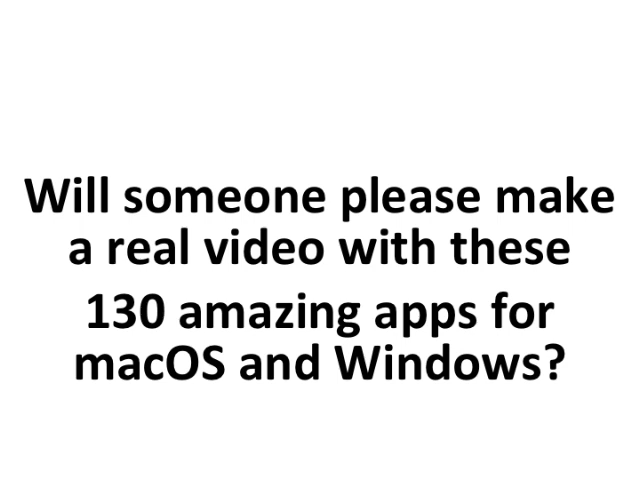 Will someone please make
a real video with these
130 amazing apps for
macOS and Windows?